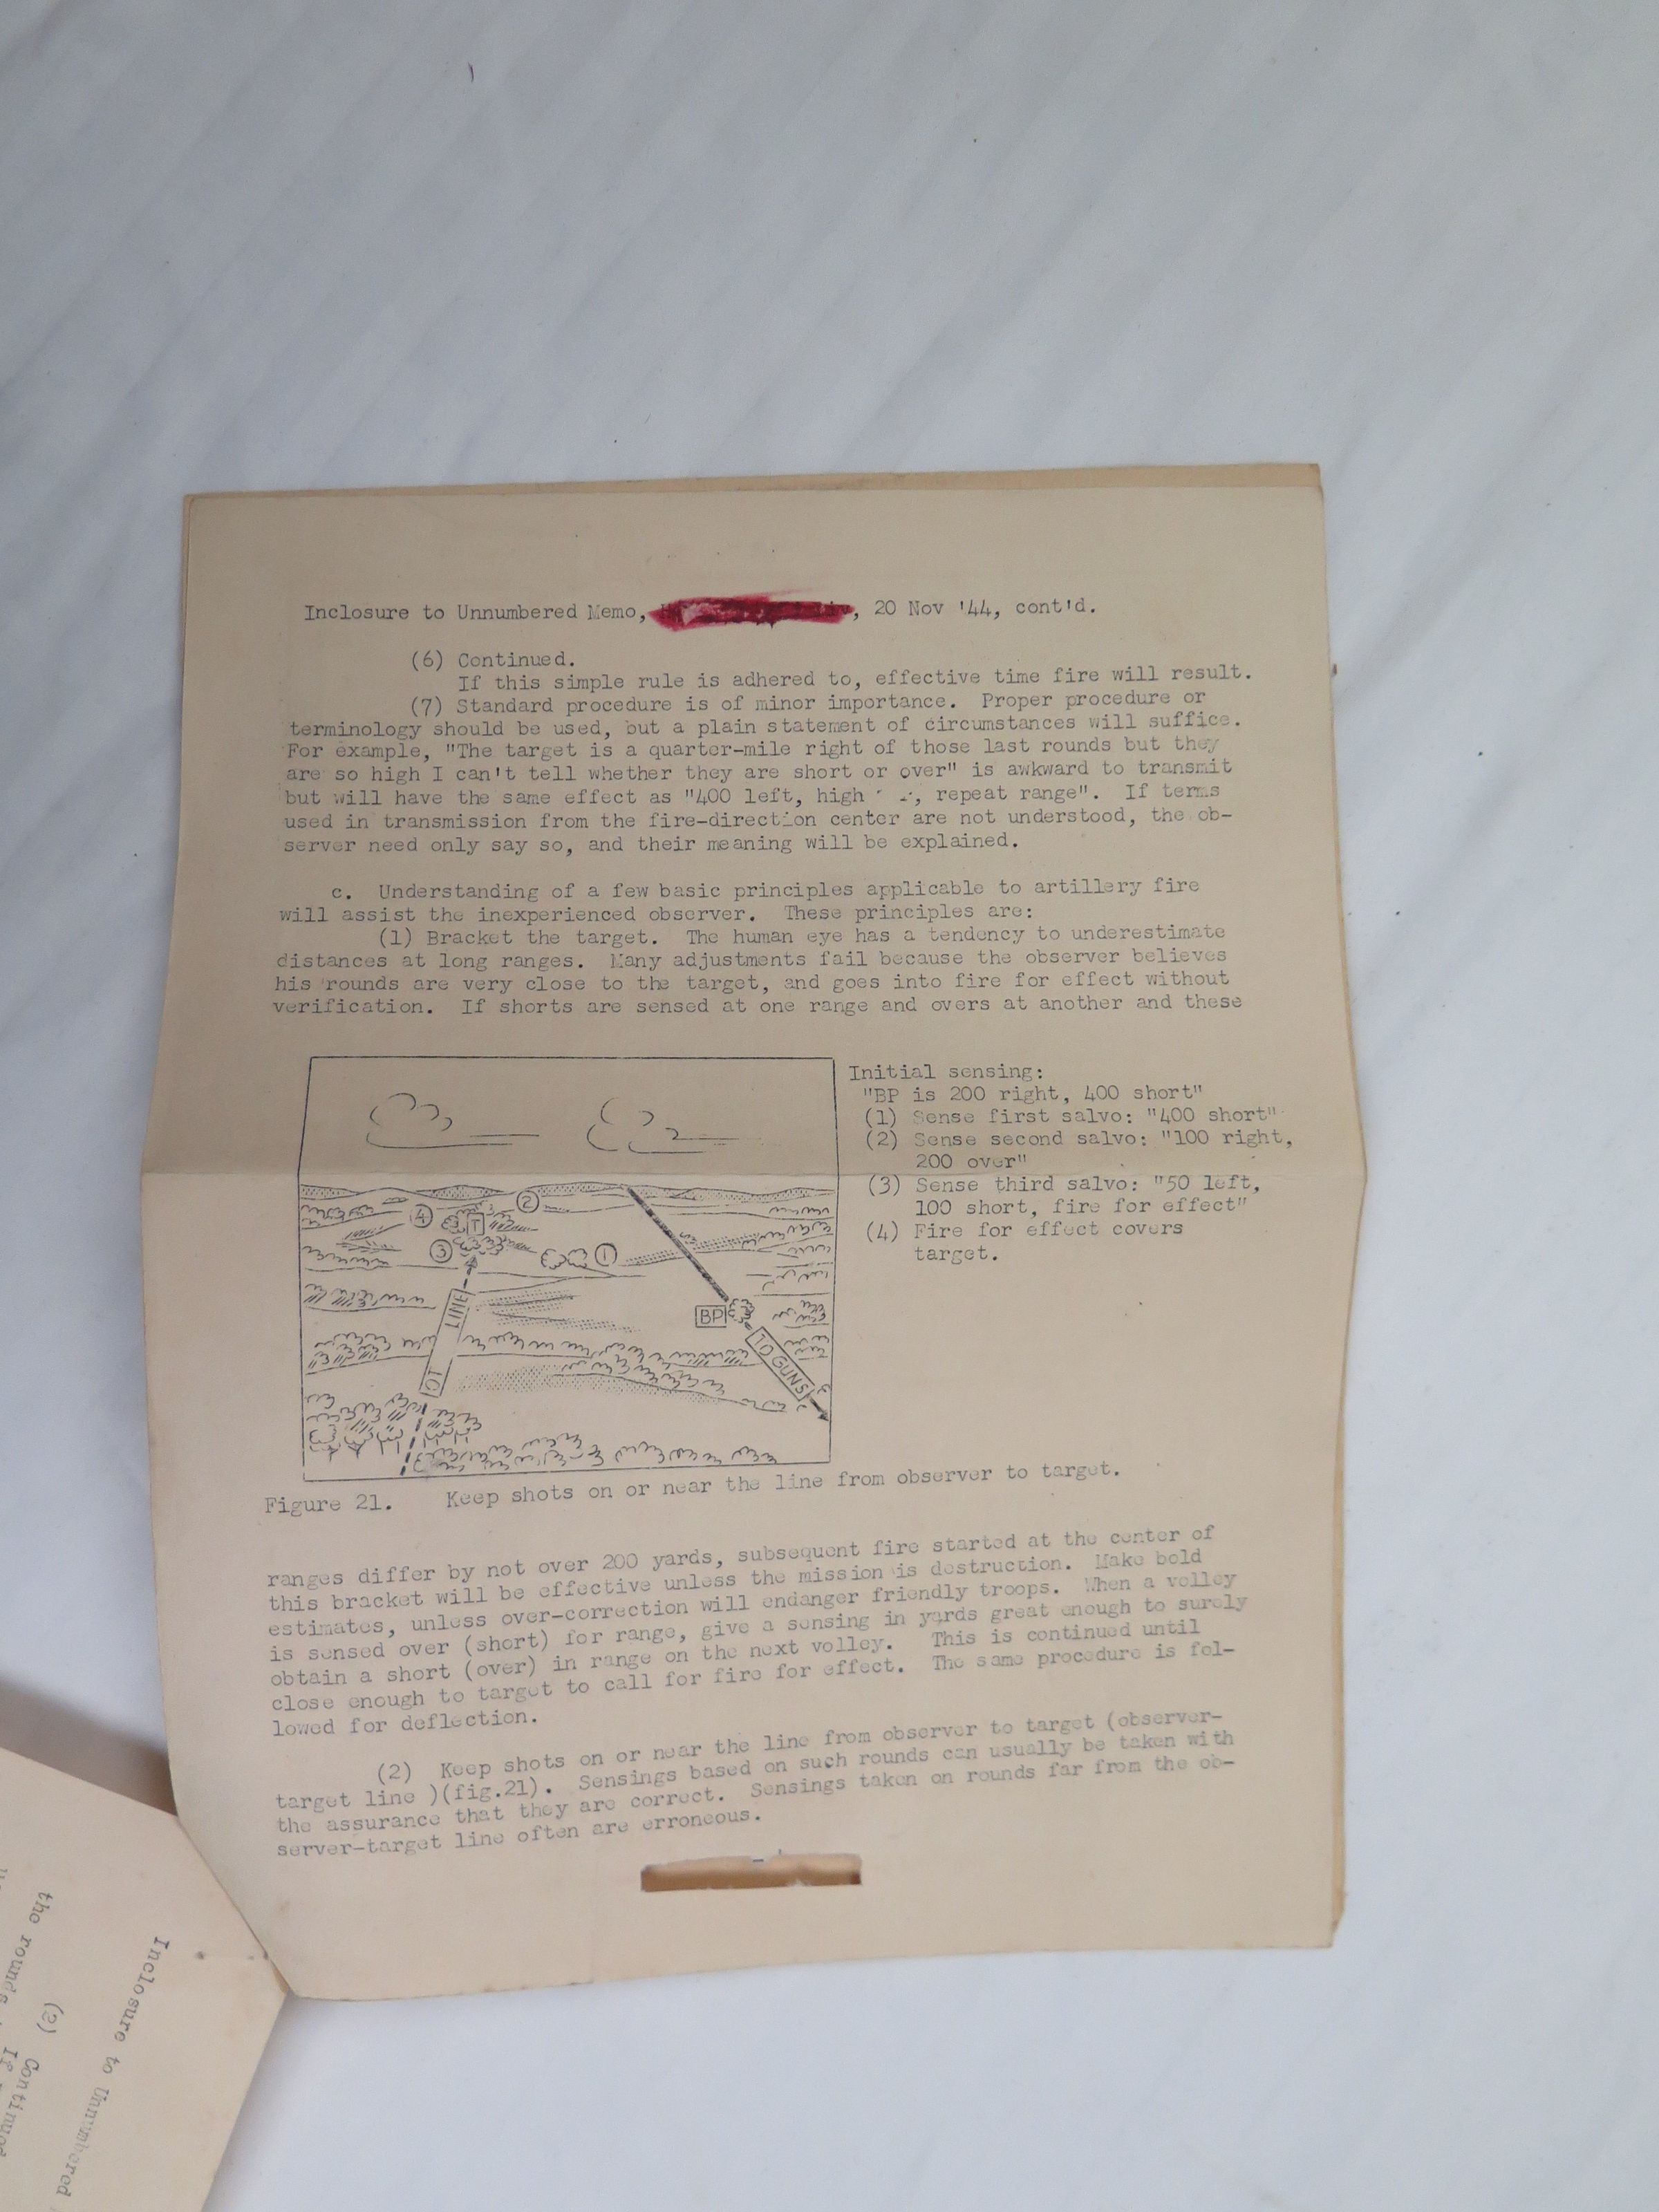 Inclosure to Unnumbered Memo, , 20 Nov '44, cont'd.
(6) Continued.
If this simple rule is adhered to, effective time fire will result.
(7) Standard procedure is of minor importance. Proper procedure or
terminology should be used, but a plain statement of circumstances will suffice.
For example, "The target is a quarter-mile right of those last rounds but they
are so high I can't tell whether they are short or over" is awkward to transmit
but will have the same effect as "400 left, high , repeat range". If terms
used in transmission from the fire-direction center are not understood, the ob-
server need only say so, and their meaning will be explained.
c. Understanding of a few basic principles applicable to artillery fire
will assist the inexperienced observer. These principles are:
(1) Bracket the target. The human eye has a tendency to underestimate
distances at long ranges. Many adjustments fail because the observer believes
his rounds are very close to the target, and goes into fire for effect without
verification. If shorts are sensed at one range and overs at another and these
Initial sensing:
"BP is 200 right, 400 short"
(1) Sense first salvo: "400 short"
(2) Sense second salvo: "100 right,
200 over"
(3) Sense third salvo: "50 left,
100 short, fire for effect"
(4) Fire for effect covers
target.
2
4
T
3
1
LINE
BP
TO GUNS
OT
Figure 21. Keep shots on or near the line from observer to target.
ranges differ by not over 200 yards, subsequent fire started at the center of
this bracket will be effective unless the mission is destruction. Make bold
estimates, unless over-correction will endanger friendly troops. When a volley
is sensed over (short) for range, give a sensing in yards great enough to surely
obtain a short (over) in range on the next volley. This is continued until
close enough to target to call for fire for effect. The same procedure is fol-
lowed for deflection.
(2) Keep shots on or near the line from observer to target (observer-
target line )(fig.21). Sensings based on such rounds can usually be taken with
the assurance that they are correct. Sensings taken on rounds far from the ob-
server-target line often are erroneous.
Inclosure to Unnumbered
(2) Continued
the rounds